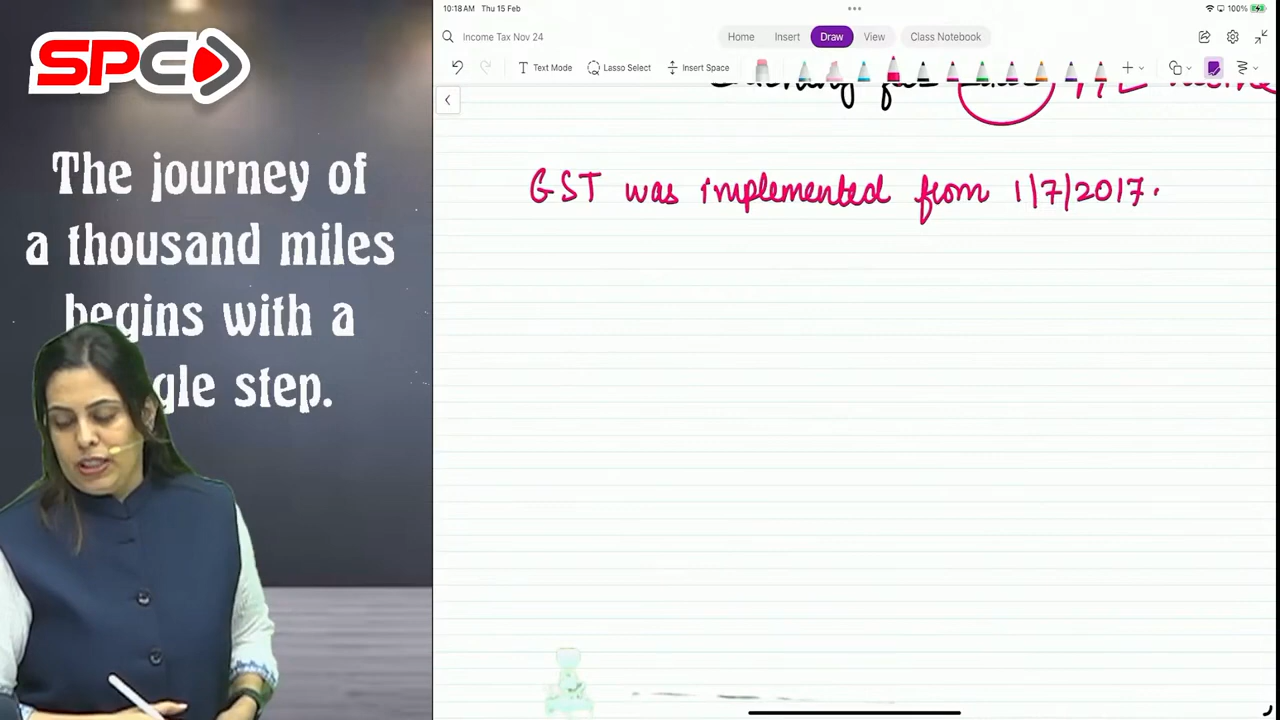 10:18 AM Thu 15 Feb
100%
Income Tax Nov 24
Home Insert Draw View Class Notebook
Text Mode Lasso Select Insert Space
SPC
The journey of
a thousand miles
begins with a
gle step.
GST was implemented from 1/7/2017.